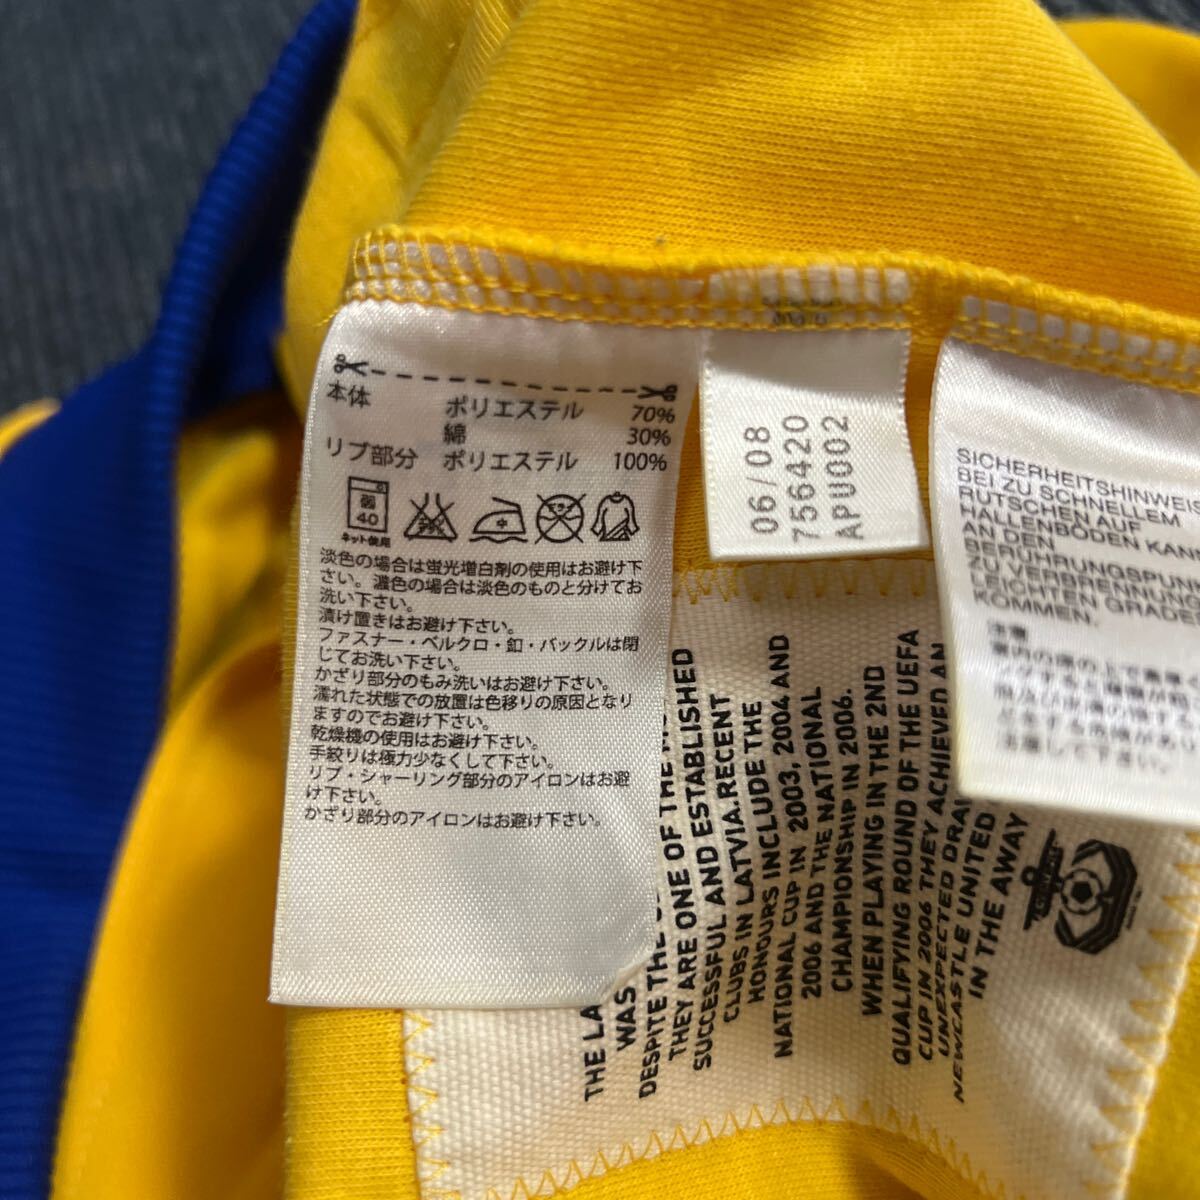 本体 ポリエステル 70%
綿 30%
リブ部分 ポリエステル 100%
弱
40
ネット使用
淡色の場合は蛍光増白剤の使用はお避け下
さい。濃色の場合は淡色のものと分けてお
洗い下さい。
漬け置きはお避け下さい。
ファスナー・ベルクロ・釦・バックルは閉
じてお洗い下さい。
かざり部分のもみ洗いはお避け下さい。
濡れた状態での放置は色移りの原因となり
ますのでお避け下さい。
乾燥機の使用はお避け下さい。
手絞りは極力少なくして下さい。
リブ・シャーリング部分のアイロンはお避
け下さい。
かざり部分のアイロンはお避け下さい。
06/08
756420
APU002
SICHERHEITSHINWEIS
BEI ZU SCHNELLEM
RUTSCHEN AUF
HALLENBÖDEN KANN
AN DEN
BERÜHRUNGSPUN
ZU VERBRENNUNG
LEICHTEN GRADE
KOMMEN.
注意
THE LA
WAS
DESPITE THE
THEY ARE ONE OF THE
SUCCESSFUL AND ESTABLISHED
CLUBS IN LATVIA.RECENT
HONOURS INCLUDE THE
NATIONAL CUP IN 2003, 2004 AND
2006 AND THE NATIONAL
CHAMPIONSHIP IN 2006.
WHEN PLAYING IN THE 2ND
QUALIFYING ROUND OF THE UEFA
CUP IN 2006 THEY ACHIEVED AN
UNEXPECTED DRA
NEWCASTLE UNITED
IN THE AWAY